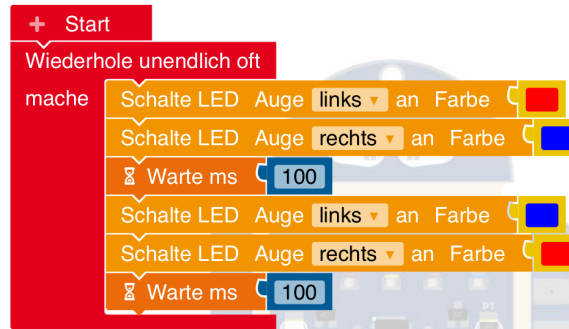 + Start
Wiederhole unendlich oft
mache
Schalte LED Auge links an Farbe
Schalte LED Auge rechts an Farbe
Warte ms 100
Schalte LED Auge links an Farbe
Schalte LED Auge rechts an Farbe
Warte ms 100
PT